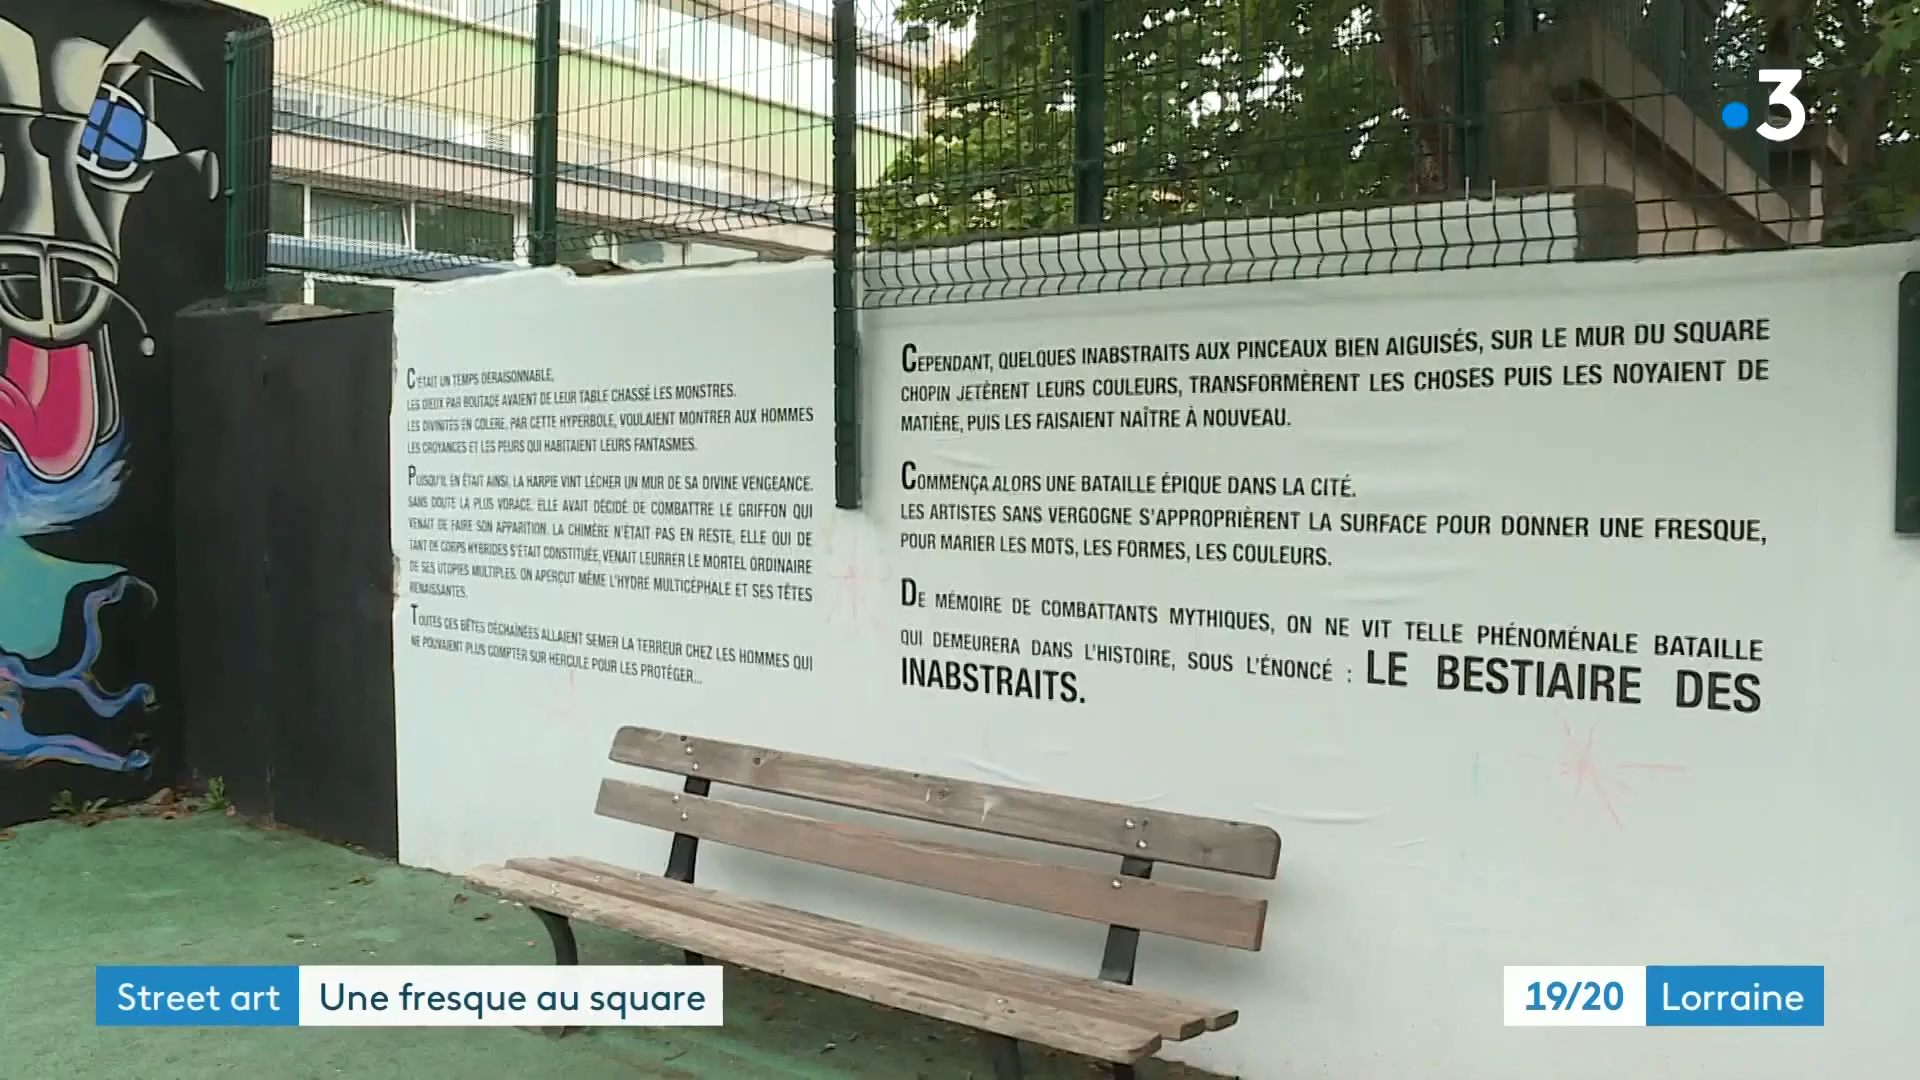 3
C'ÉTAIT UN TEMPS DÉRAISONNABLE,
LES DIEUX PAR BOUTADE AVAIENT DE LEUR TABLE CHASSÉ LES MONSTRES.
LES DIVINITÉS EN COLÈRE, PAR CETTE HYPERBOLE, VOULAIENT MONTRER AUX HOMMES
LES CROYANCES ET LES PEURS QUI HABITAIENT LEURS FANTASMES.
PUISQU'IL EN ÉTAIT AINSI, LA HARPIE VINT LÉCHER UN MUR DE SA DIVINE VENGEANCE.
SANS DOUTE LA PLUS VORACE, ELLE AVAIT DÉCIDÉ DE COMBATTRE LE GRIFFON QUI
VENAIT DE FAIRE SON APPARITION. LA CHIMÈRE N'ÉTAIT PAS EN RESTE, ELLE QUI DE
TANT DE CORPS HYBRIDES S'ÉTAIT CONSTITUÉE, VENAIT LEURRER LE MORTEL ORDINAIRE
DE SES UTOPIES MULTIPLES. ON APERÇUT MÊME L'HYDRE MULTICÉPHALE ET SES TÊTES
RENAISSANTES.
TOUTES CES BÊTES DÉCHAÎNÉES ALLAIENT SEMER LA TERREUR CHEZ LES HOMMES QUI
NE POUVAIENT PLUS COMPTER SUR HERCULE POUR LES PROTÉGER...
CEPENDANT, QUELQUES INABSTRAITS AUX PINCEAUX BIEN AIGUISÉS, SUR LE MUR DU SQUARE
CHOPIN JETÈRENT LEURS COULEURS, TRANSFORMÈRENT LES CHOSES PUIS LES NOYAIENT DE
MATIÈRE, PUIS LES FAISAIENT NAÎTRE À NOUVEAU.
COMMENÇA ALORS UNE BATAILLE ÉPIQUE DANS LA CITÉ.
LES ARTISTES SANS VERGOGNE S'APPROPRIÈRENT LA SURFACE POUR DONNER UNE FRESQUE,
POUR MARIER LES MOTS, LES FORMES, LES COULEURS.
DE MÉMOIRE DE COMBATTANTS MYTHIQUES, ON NE VIT TELLE PHÉNOMÉNALE BATAILLE
QUI DEMEURERA DANS L'HISTOIRE, SOUS L'ÉNONCÉ : LE BESTIAIRE DES
INABSTRAITS.
Street art Une fresque au square
19/20 Lorraine